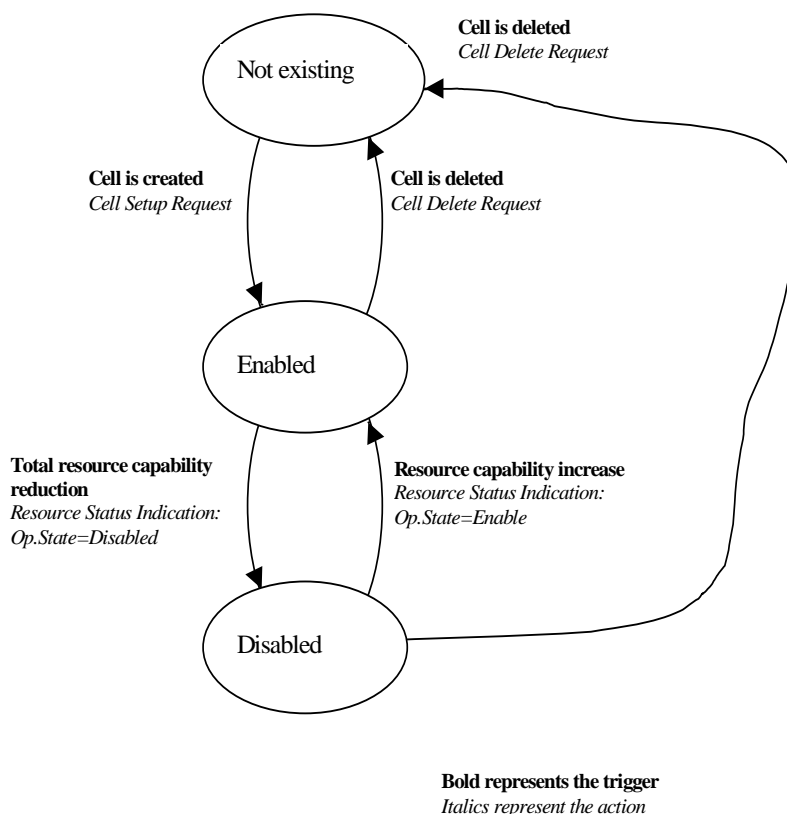 Cell is deleted
Cell Delete Request
Not existing
Cell is created
Cell Setup Request
Cell is deleted
Cell Delete Request
Enabled
Total resource capability
reduction
Resource Status Indication:
Op.State=Disabled
Resource capability increase
Resource Status Indication:
Op.State=Enable
Disabled
Bold represents the trigger
Italics represent the action